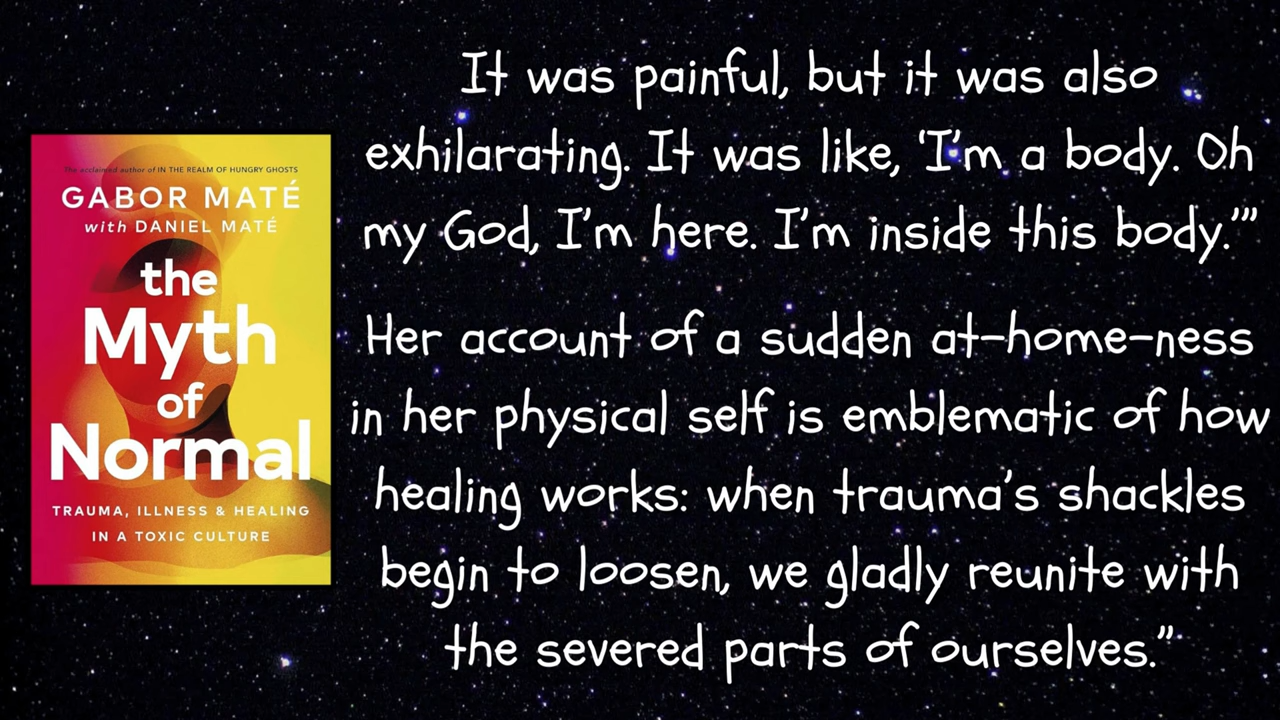 The acclaimed author of IN THE REALM OF HUNGRY GHOSTS
GABOR MATÉ
with DANIEL MATÉ
the
Myth
of
Normal
TRAUMA, ILLNESS & HEALING
IN A TOXIC CULTURE
It was painful, but it was also
exhilarating. It was like, ‘I’m a body. Oh
my God, I’m here. I’m inside this body.’”
Her account of a sudden at-home-ness
in her physical self is emblematic of how
healing works: when trauma’s shackles
begin to loosen, we gladly reunite with
the severed parts of ourselves.”